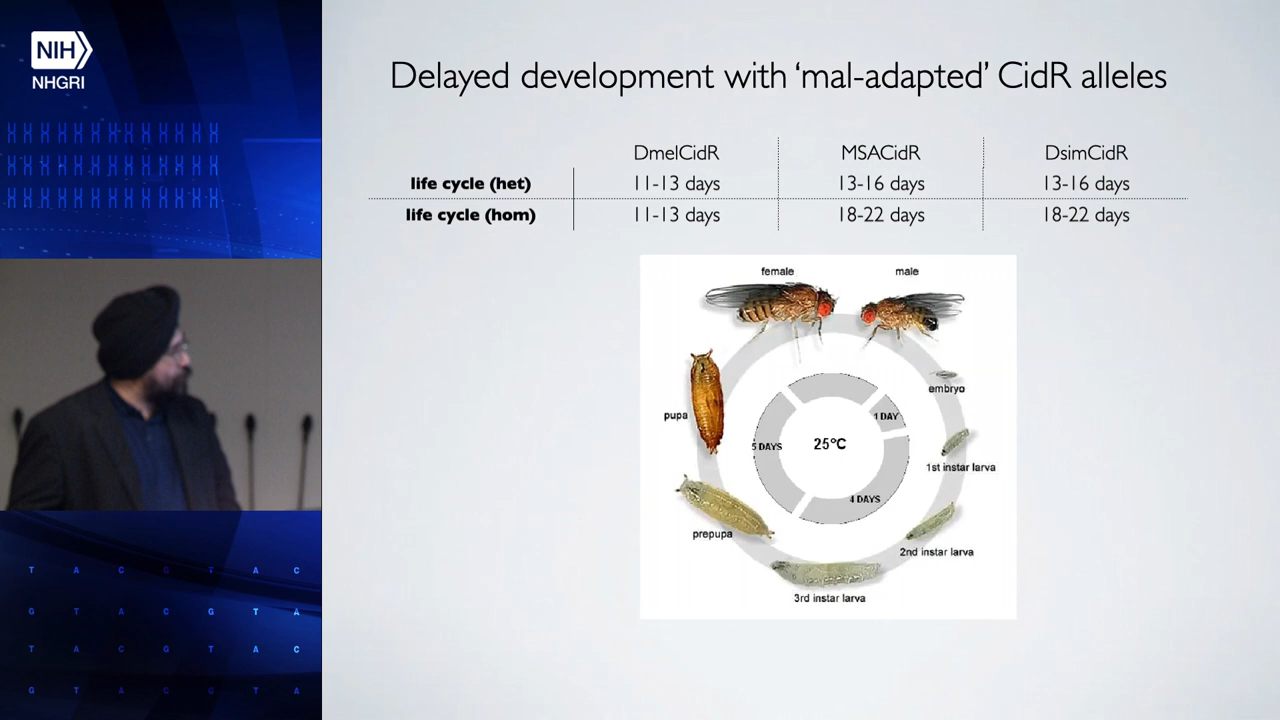 NIH
NHGRI
Delayed development with ‘mal-adapted’ CidR alleles
DmelCidR MSACidR DsimCidR
life cycle (het) 11-13 days 13-16 days 13-16 days
life cycle (hom) 11-13 days 18-22 days 18-22 days
female male
embryo
pupa
1 DAY
5 DAYS
25°C
1st instar larva
4 DAYS
prepupa
2nd instar larva
3rd instar larva
T A C G T A C
G T A C G T A
T A C G T A C
G T A C G T A